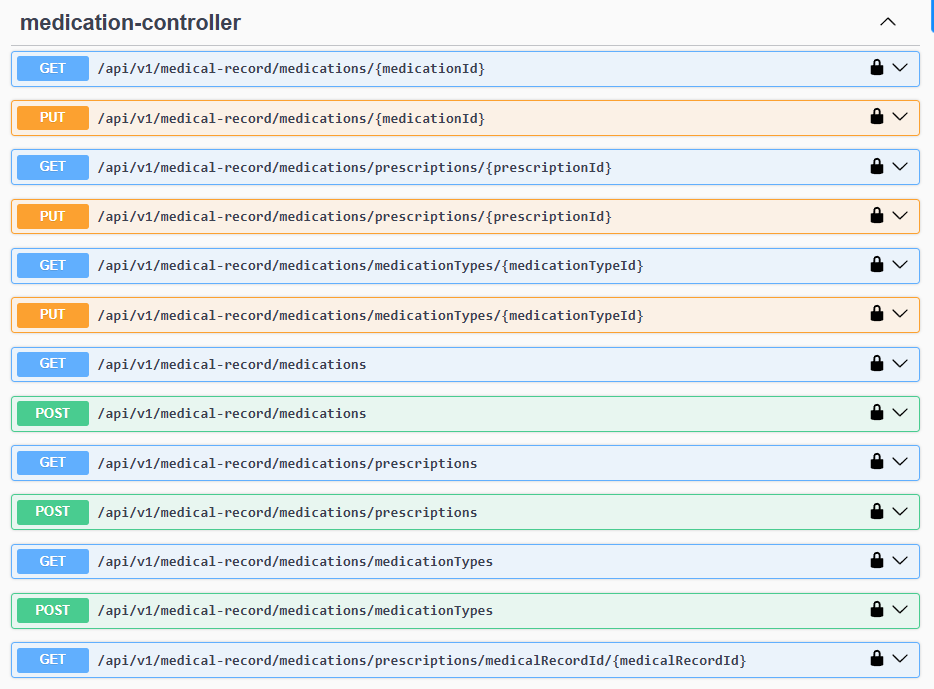 medication-controller
GET /api/v1/medical-record/medications/{medicationId}
PUT /api/v1/medical-record/medications/{medicationId}
GET /api/v1/medical-record/medications/prescriptions/{prescriptionId}
PUT /api/v1/medical-record/medications/prescriptions/{prescriptionId}
GET /api/v1/medical-record/medications/medicationTypes/{medicationTypeId}
PUT /api/v1/medical-record/medications/medicationTypes/{medicationTypeId}
GET /api/v1/medical-record/medications
POST /api/v1/medical-record/medications
GET /api/v1/medical-record/medications/prescriptions
POST /api/v1/medical-record/medications/prescriptions
GET /api/v1/medical-record/medications/medicationTypes
POST /api/v1/medical-record/medications/medicationTypes
GET /api/v1/medical-record/medications/prescriptions/medicalRecordId/{medicalRecordId}